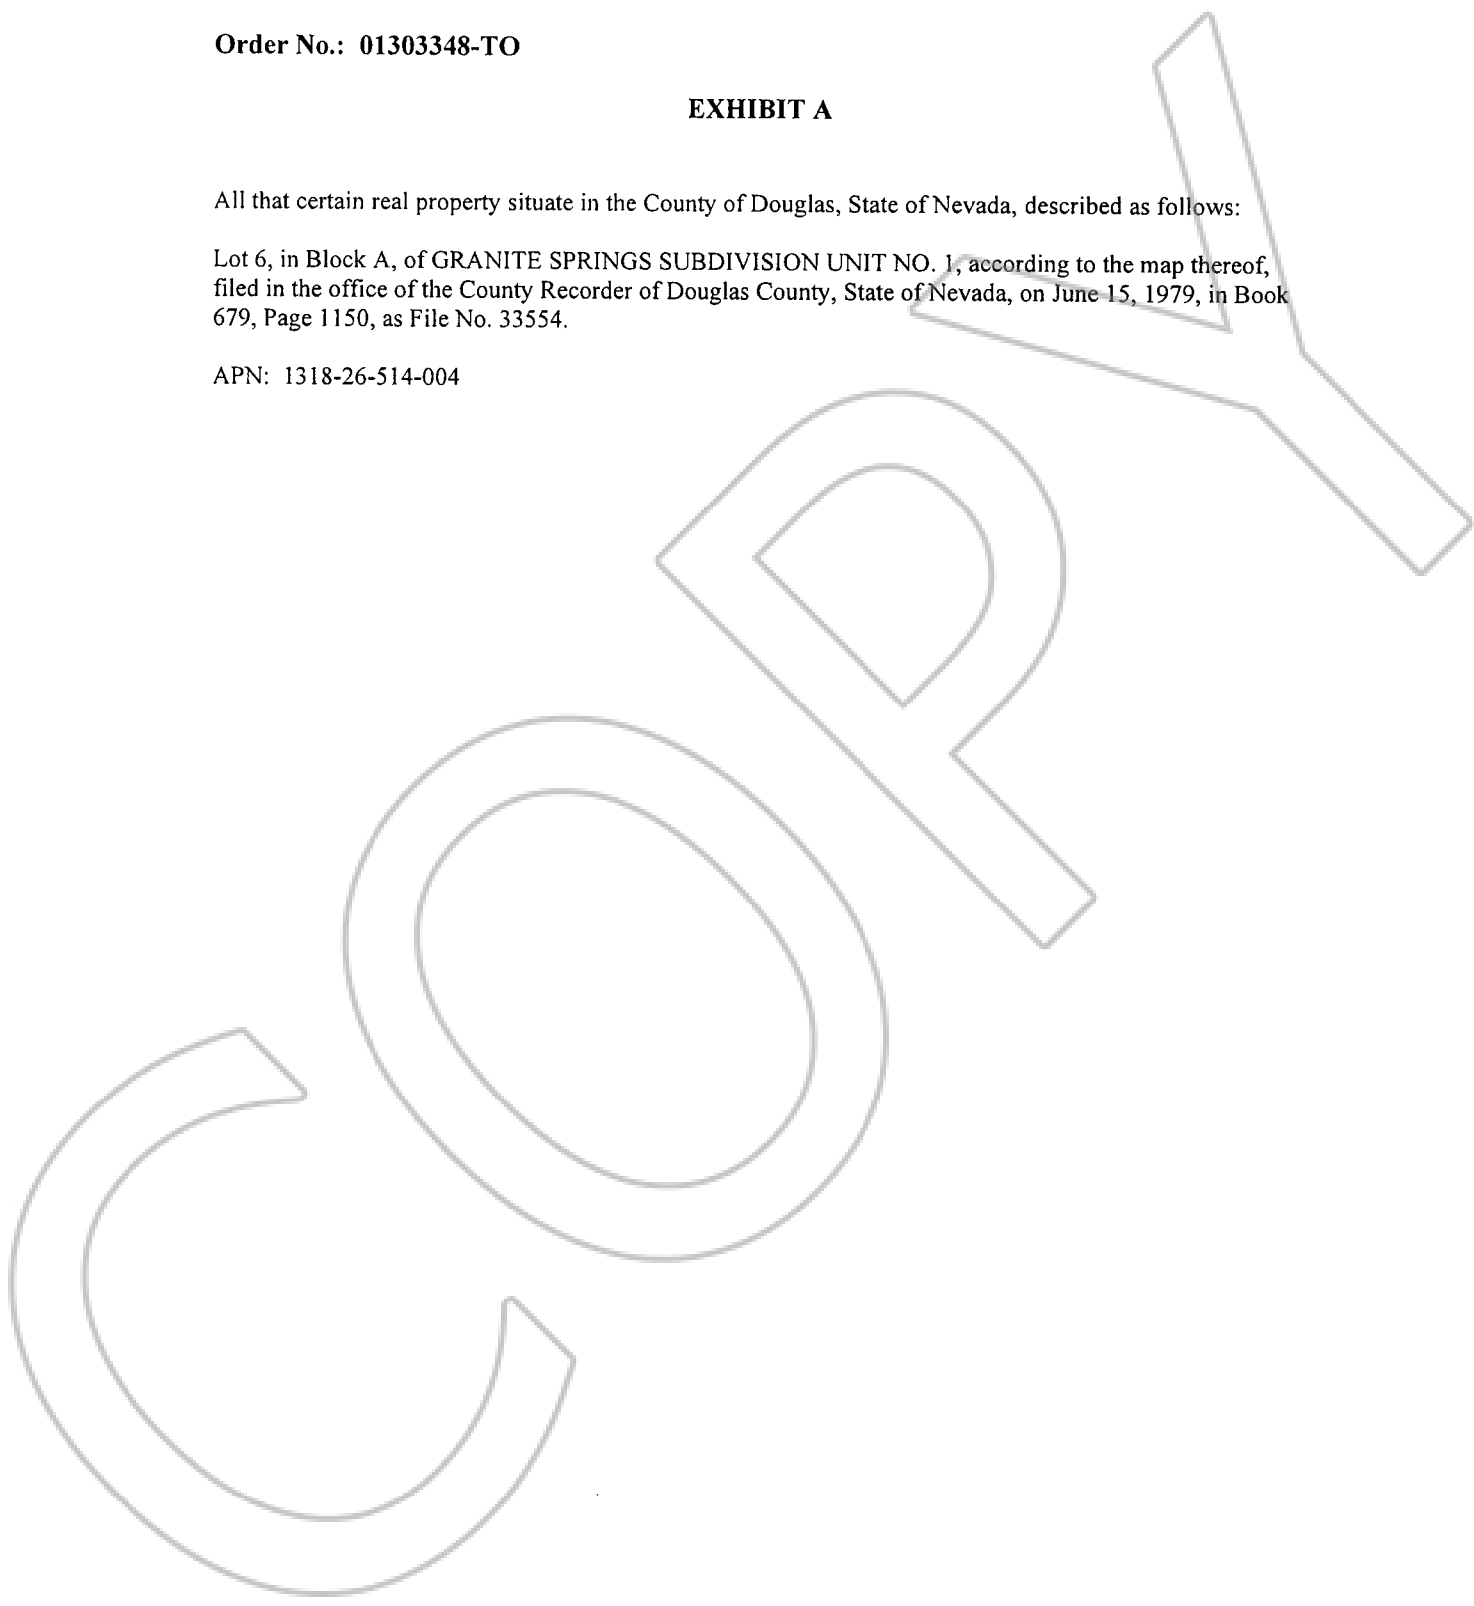 Order No.: 01303348-TO
EXHIBIT A
All that certain real property situate in the County of Douglas, State of Nevada, described as follows:
Lot 6, in Block A, of GRANITE SPRINGS SUBDIVISION UNIT NO. 1, according to the map thereof,
filed in the office of the County Recorder of Douglas County, State of Nevada, on June 15, 1979, in Book
679, Page 1150, as File No. 33554.
APN: 1318-26-514-004
COPY